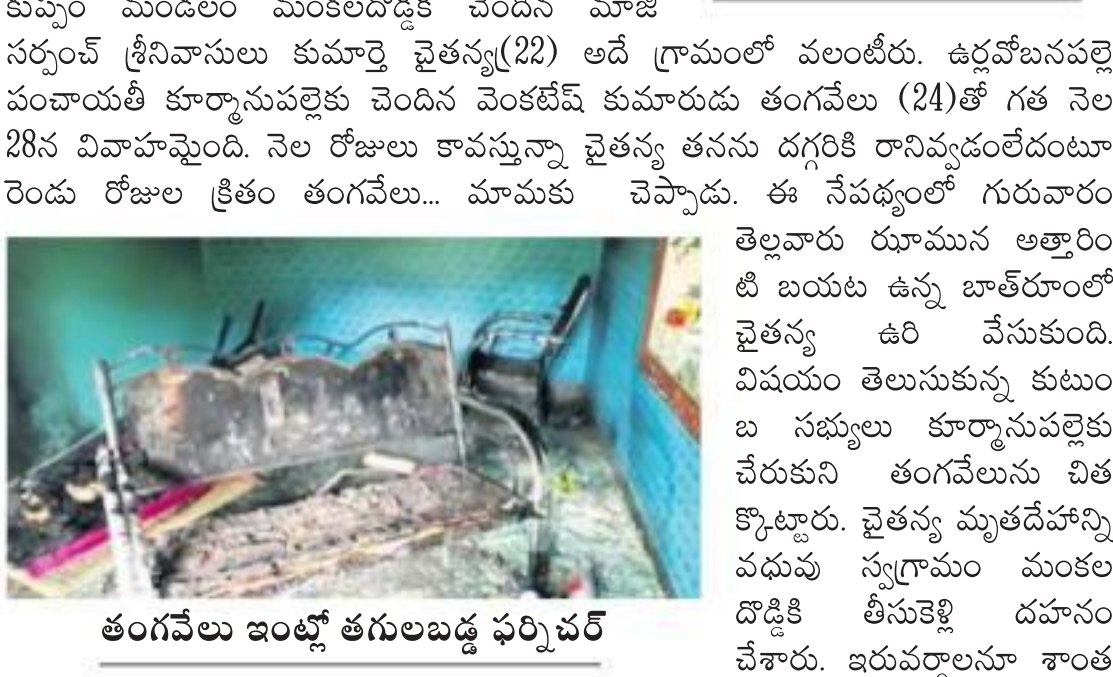 కుప్పం మండలం మంకలదొడ్డికి చెందిన మాజీ
సర్పంచ్ శ్రీనివాసులు కుమార్తె చైతన్య(22) అదే గ్రామంలో వలంటీరు. ఉర్లవోబనపల్లె
పంచాయతీ కూర్మానుపల్లెకు చెందిన వెంకటేష్ కుమారుడు తంగవేలు (24)తో గత నెల
28న వివాహమైంది. నెల రోజులు కావస్తున్నా చైతన్య తనను దగ్గరికి రానివ్వడంలేదంటూ
రెండు రోజుల క్రితం తంగవేలు... మామకు చెప్పాడు. ఈ నేపథ్యంలో గురువారం
తెల్లవారు ఝామున అత్తారిం
టి బయట ఉన్న బాత్‌రూంలో
చైతన్య ఉరి వేసుకుంది.
విషయం తెలుసుకున్న కుటుం
బ సభ్యులు కూర్మానుపల్లెకు
చేరుకుని తంగవేలును చిత
క్కొట్టారు. చైతన్య మృతదేహాన్ని
వధువు స్వగ్రామం మంకల
దొడ్డికి తీసుకెళ్లి దహనం
చేశారు. ఇరువర్గాలనూ శాంత
తంగవేలు ఇంట్లో తగులబడ్డ ఫర్నిచర్